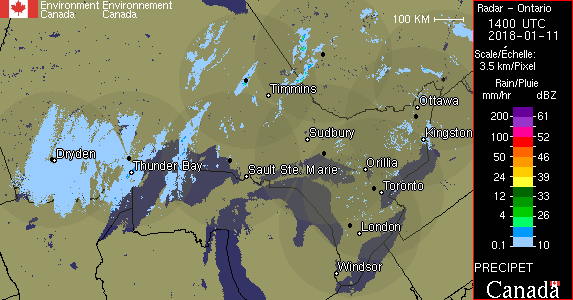 Environment Environnement
Canada Canada
100 KM
Timmins
Ottawa
Sudbury
Kingston
Dryden
Thunder Bay
Sault Ste. Marie
Orillia
Toronto
London
Windsor
Radar - Ontario
1400 UTC
2018-01-11
Scale/Échelle:
3.5 km/Pixel
Rain/Pluie
mm/hr dBZ
200 61
100 52
50 46
24 39
12 33
4 26
0.1 10
PRECIPET
Canada